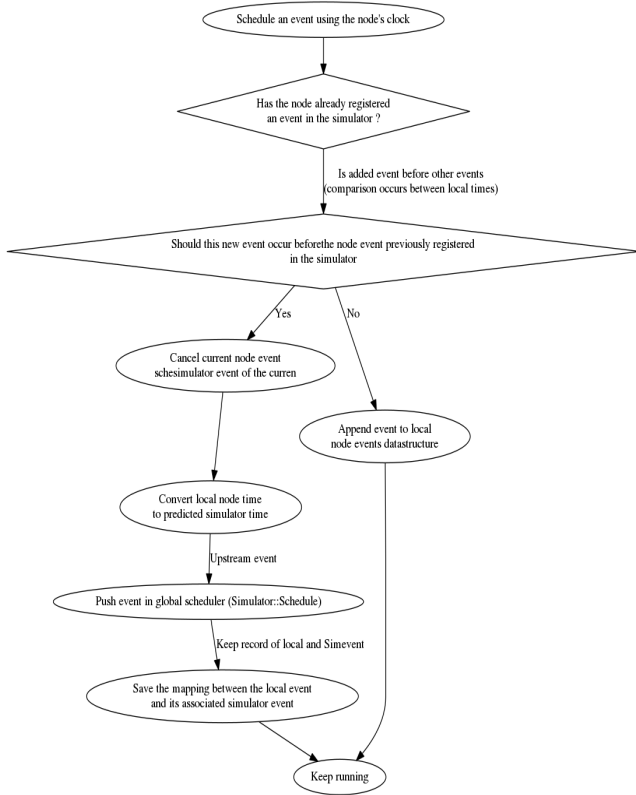 Schedule an event using the node's clock
Has the node already registered
an event in the simulator ?
Is added event before other events
(comparison occurs between local times)
Should this new event occur beforethe node event previously registered
in the simulator
Yes
No
Cancel current node event
schesimulator event of the curren
Append event to local
node events datastructure
Convert local node time
to predicted simulator time
Upstream event
Push event in global scheduler (Simulator::Schedule)
Keep record of local and Simevent
Save the mapping between the local event
and its associated simulator event
Keep running